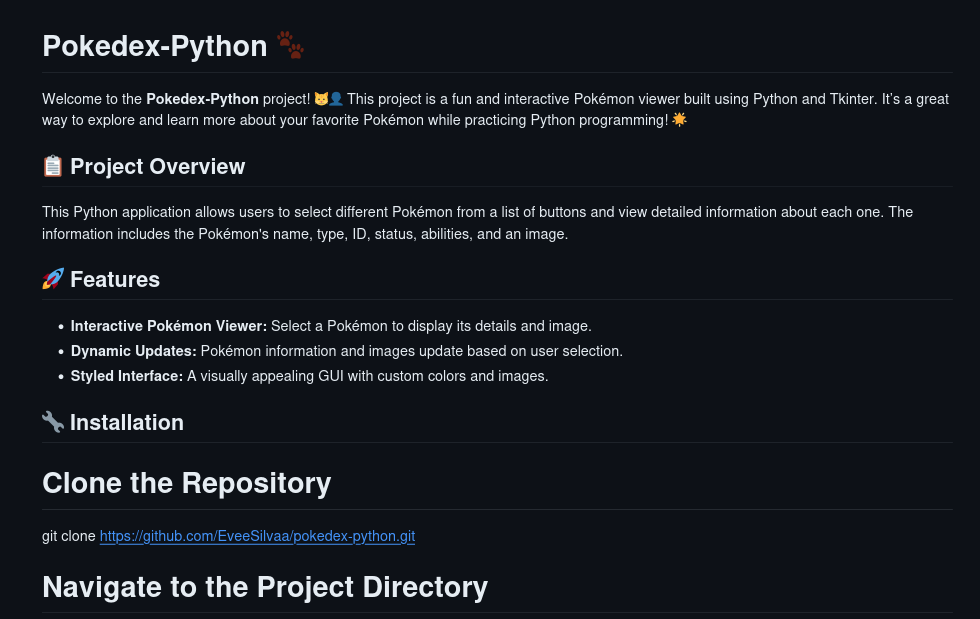 Pokedex-Python 🐾
Welcome to the Pokedex-Python project! 🐱👤 This project is a fun and interactive Pokémon viewer built using Python and Tkinter. It's a great
way to explore and learn more about your favorite Pokémon while practicing Python programming! 🌟
📋 Project Overview
This Python application allows users to select different Pokémon from a list of buttons and view detailed information about each one. The
information includes the Pokémon's name, type, ID, status, abilities, and an image.
🚀 Features
• Interactive Pokémon Viewer: Select a Pokémon to display its details and image.
• Dynamic Updates: Pokémon information and images update based on user selection.
• Styled Interface: A visually appealing GUI with custom colors and images.
🔧 Installation
Clone the Repository
git clone https://github.com/EveeSilvaa/pokedex-python.git
Navigate to the Project Directory